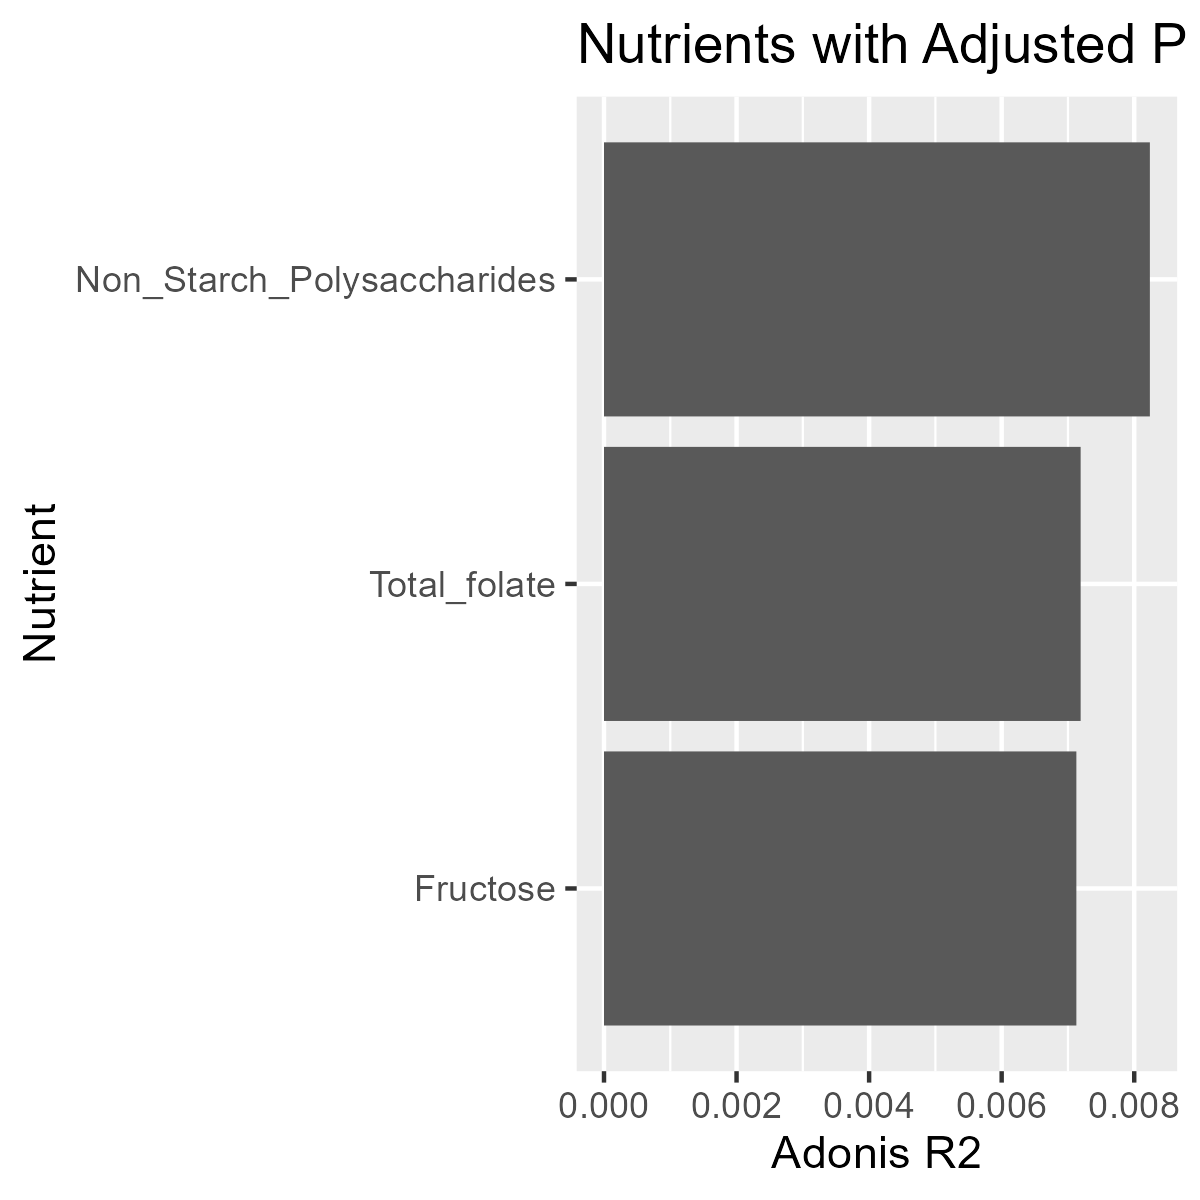 Nutrients with Adjusted P
Nutrient
Non_Starch_Polysaccharides
Total_folate
Fructose
0.000 0.002 0.004 0.006 0.008
Adonis R2